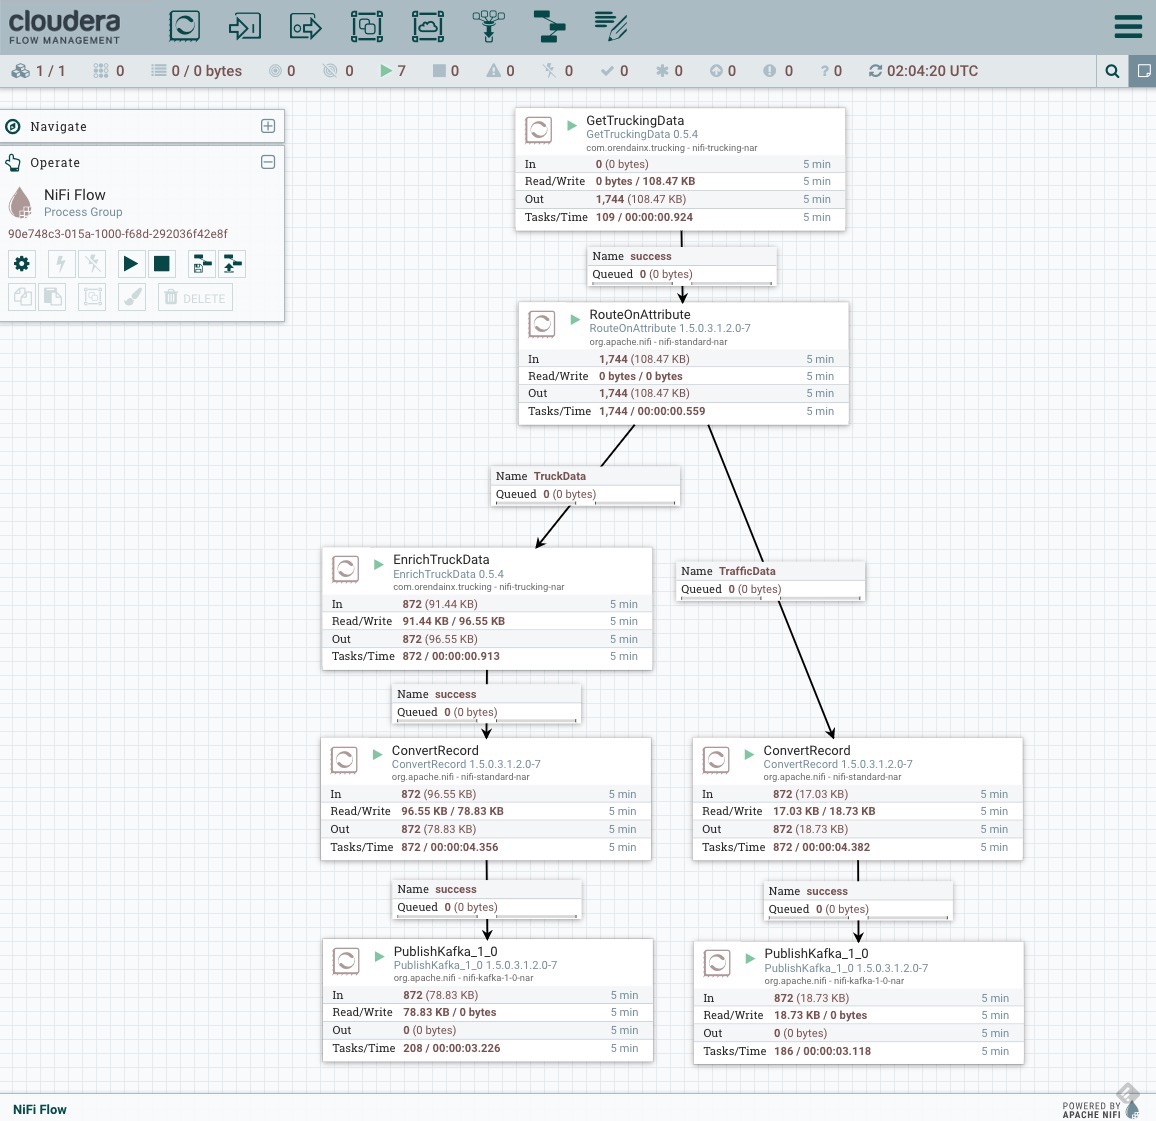 cloudera
FLOW MANAGEMENT
1 / 1 0 0 / 0 bytes 0 0 7 0 0 0 0 0 0 0 ? 0 02:04:20 UTC
Navigate
Operate
NiFi Flow
Process Group
90e748c3-015a-1000-f68d-292036f42e8f
DELETE
GetTruckingData
GetTruckingData 0.5.4
com.orendainx.trucking - nifi-trucking-nar
In 0 (0 bytes) 5 min
Read/Write 0 bytes / 108.47 KB 5 min
Out 1,744 (108.47 KB) 5 min
Tasks/Time 109 / 00:00:00.924 5 min
Name success
Queued 0 (0 bytes)
RouteOnAttribute
RouteOnAttribute 1.5.0.3.1.2.0-7
org.apache.nifi - nifi-standard-nar
In 1,744 (108.47 KB) 5 min
Read/Write 0 bytes / 0 bytes 5 min
Out 1,744 (108.47 KB) 5 min
Tasks/Time 1,744 / 00:00:00.559 5 min
Name TruckData
Queued 0 (0 bytes)
Name TrafficData
Queued 0 (0 bytes)
EnrichTruckData
EnrichTruckData 0.5.4
com.orendainx.trucking - nifi-trucking-nar
In 872 (91.44 KB) 5 min
Read/Write 91.44 KB / 96.55 KB 5 min
Out 872 (96.55 KB) 5 min
Tasks/Time 872 / 00:00:00.913 5 min
Name success
Queued 0 (0 bytes)
ConvertRecord
ConvertRecord 1.5.0.3.1.2.0-7
org.apache.nifi - nifi-standard-nar
In 872 (96.55 KB) 5 min
Read/Write 96.55 KB / 78.83 KB 5 min
Out 872 (78.83 KB) 5 min
Tasks/Time 872 / 00:00:04.356 5 min
Name success
Queued 0 (0 bytes)
PublishKafka_1_0
PublishKafka_1_0 1.5.0.3.1.2.0-7
org.apache.nifi - nifi-kafka-1-0-nar
In 872 (78.83 KB) 5 min
Read/Write 78.83 KB / 0 bytes 5 min
Out 0 (0 bytes) 5 min
Tasks/Time 208 / 00:00:03.226 5 min
ConvertRecord
ConvertRecord 1.5.0.3.1.2.0-7
org.apache.nifi - nifi-standard-nar
In 872 (17.03 KB) 5 min
Read/Write 17.03 KB / 18.73 KB 5 min
Out 872 (18.73 KB) 5 min
Tasks/Time 872 / 00:00:04.382 5 min
Name success
Queued 0 (0 bytes)
PublishKafka_1_0
PublishKafka_1_0 1.5.0.3.1.2.0-7
org.apache.nifi - nifi-kafka-1-0-nar
In 872 (18.73 KB) 5 min
Read/Write 18.73 KB / 0 bytes 5 min
Out 0 (0 bytes) 5 min
Tasks/Time 186 / 00:00:03.118 5 min
NiFi Flow
POWERED BY
APACHE NIFI